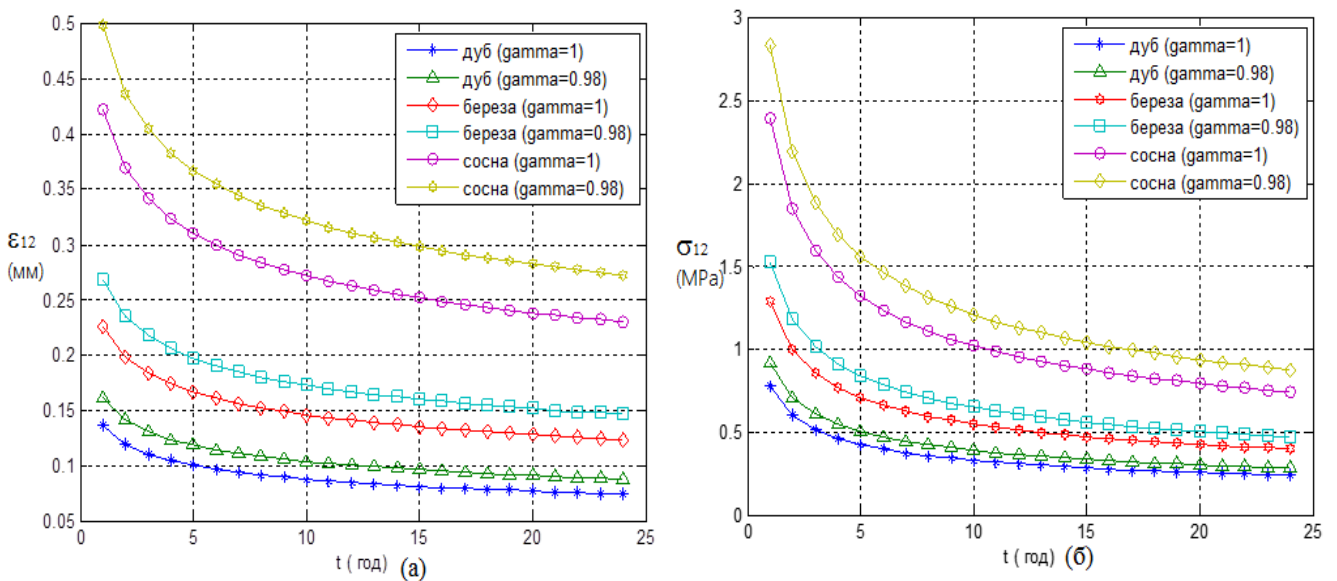 0.5
0.45
0.4
0.35
0.3
0.25
0.2
0.15
0.1
0.05
ε12
(мм)
дуб (gamma=1)
дуб (gamma=0.98)
береза (gamma=1)
береза (gamma=0.98)
сосна (gamma=1)
сосна (gamma=0.98)
0 5 10 15 20 25
t ( год) (а)
3
2.5
2
1.5
1
0.5
0
σ12
(MPa)
дуб (gamma=1)
дуб (gamma=0.98)
береза (gamma=1)
береза (gamma=0.98)
сосна (gamma=1)
сосна (gamma=0.98)
0 5 10 15 20 25
t ( год) (б)